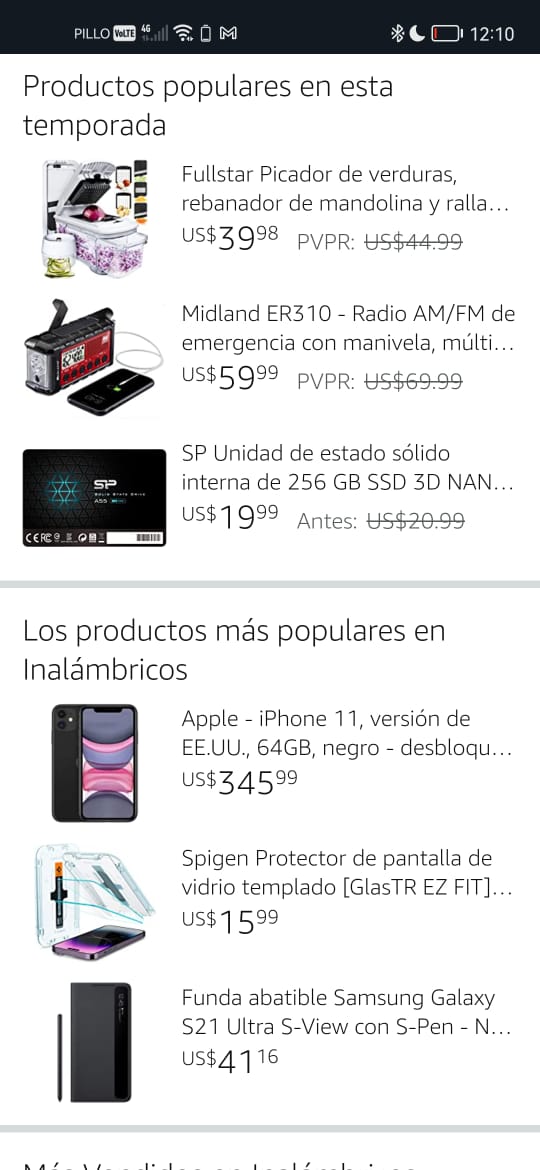 PILLO VoLTE 4G 12:10
Productos populares en esta
temporada
Fullstar Picador de verduras,
rebanador de mandolina y ralla...
US$3998 PVPR: US$44.99
Midland ER310 - Radio AM/FM de
emergencia con manivela, múlti...
US$5999 PVPR: US$69.99
SP
SOLID STATE DRIVE
A55
SP Unidad de estado sólido
interna de 256 GB SSD 3D NAN...
US$1999 Antes: US$20.99
Los productos más populares en
Inalámbricos
Apple - iPhone 11, versión de
EE.UU., 64GB, negro - desbloqu...
US$34599
Spigen Protector de pantalla de
vidrio templado [GlasTR EZ FIT]...
US$1599
Funda abatible Samsung Galaxy
S21 Ultra S-View con S-Pen - N...
US$4116